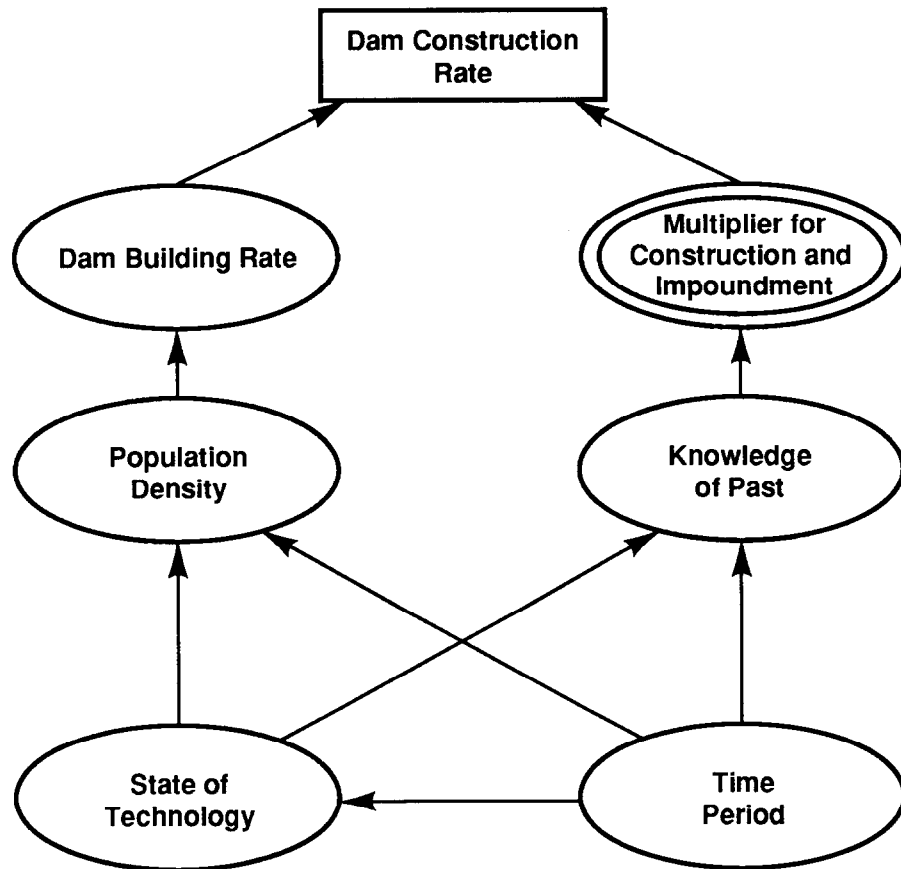 Dam Construction
Rate
Dam Building Rate
Multiplier for
Construction and
Impoundment
Population
Density
Knowledge
of Past
State of
Technology
Time
Period